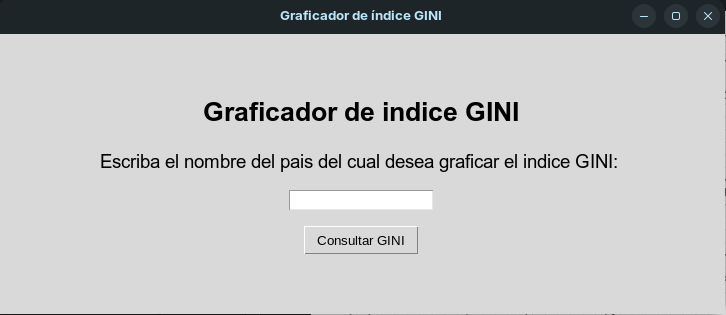 Graficador de índice GINI
Graficador de indice GINI
Escriba el nombre del pais del cual desea graficar el indice GINI:
Consultar GINI